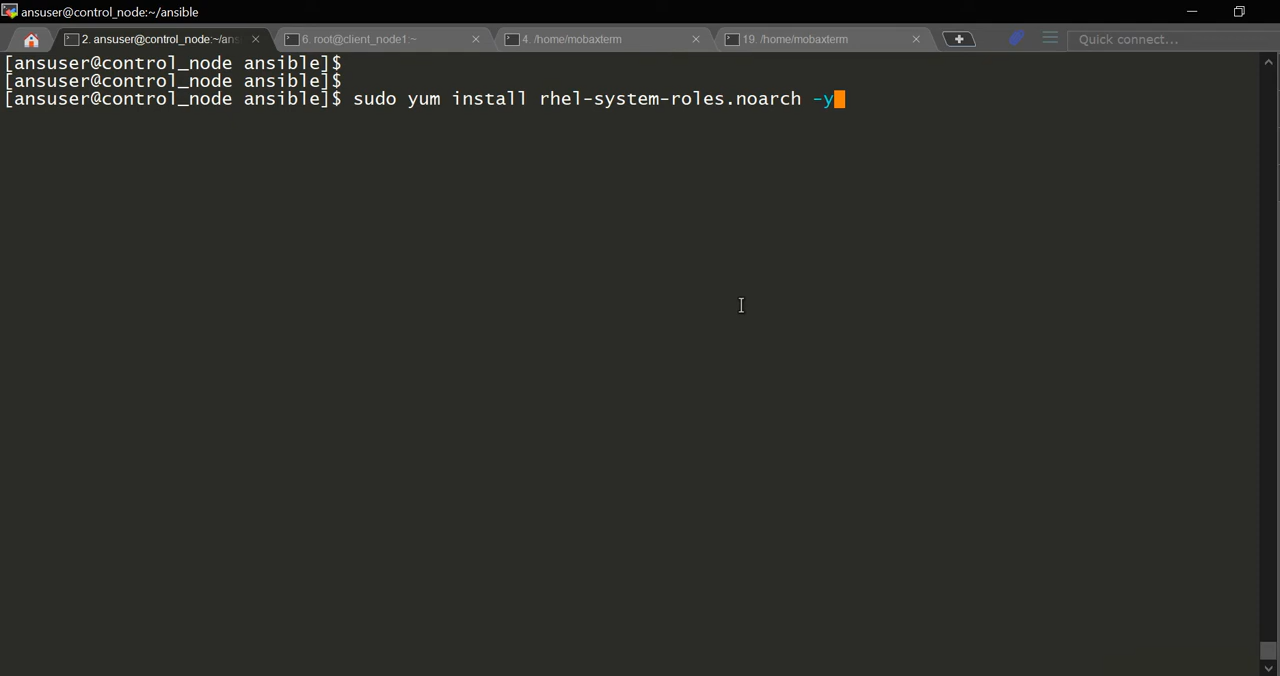 ansuser@control_node:~/ansible
2. ansuser@control_node:~/ans
6. root@client_node1:~
4. /home/mobaxterm
19. /home/mobaxterm
Quick connect...
[ansuser@control_node ansible]$
[ansuser@control_node ansible]$
[ansuser@control_node ansible]$ sudo yum install rhel-system-roles.noarch -y